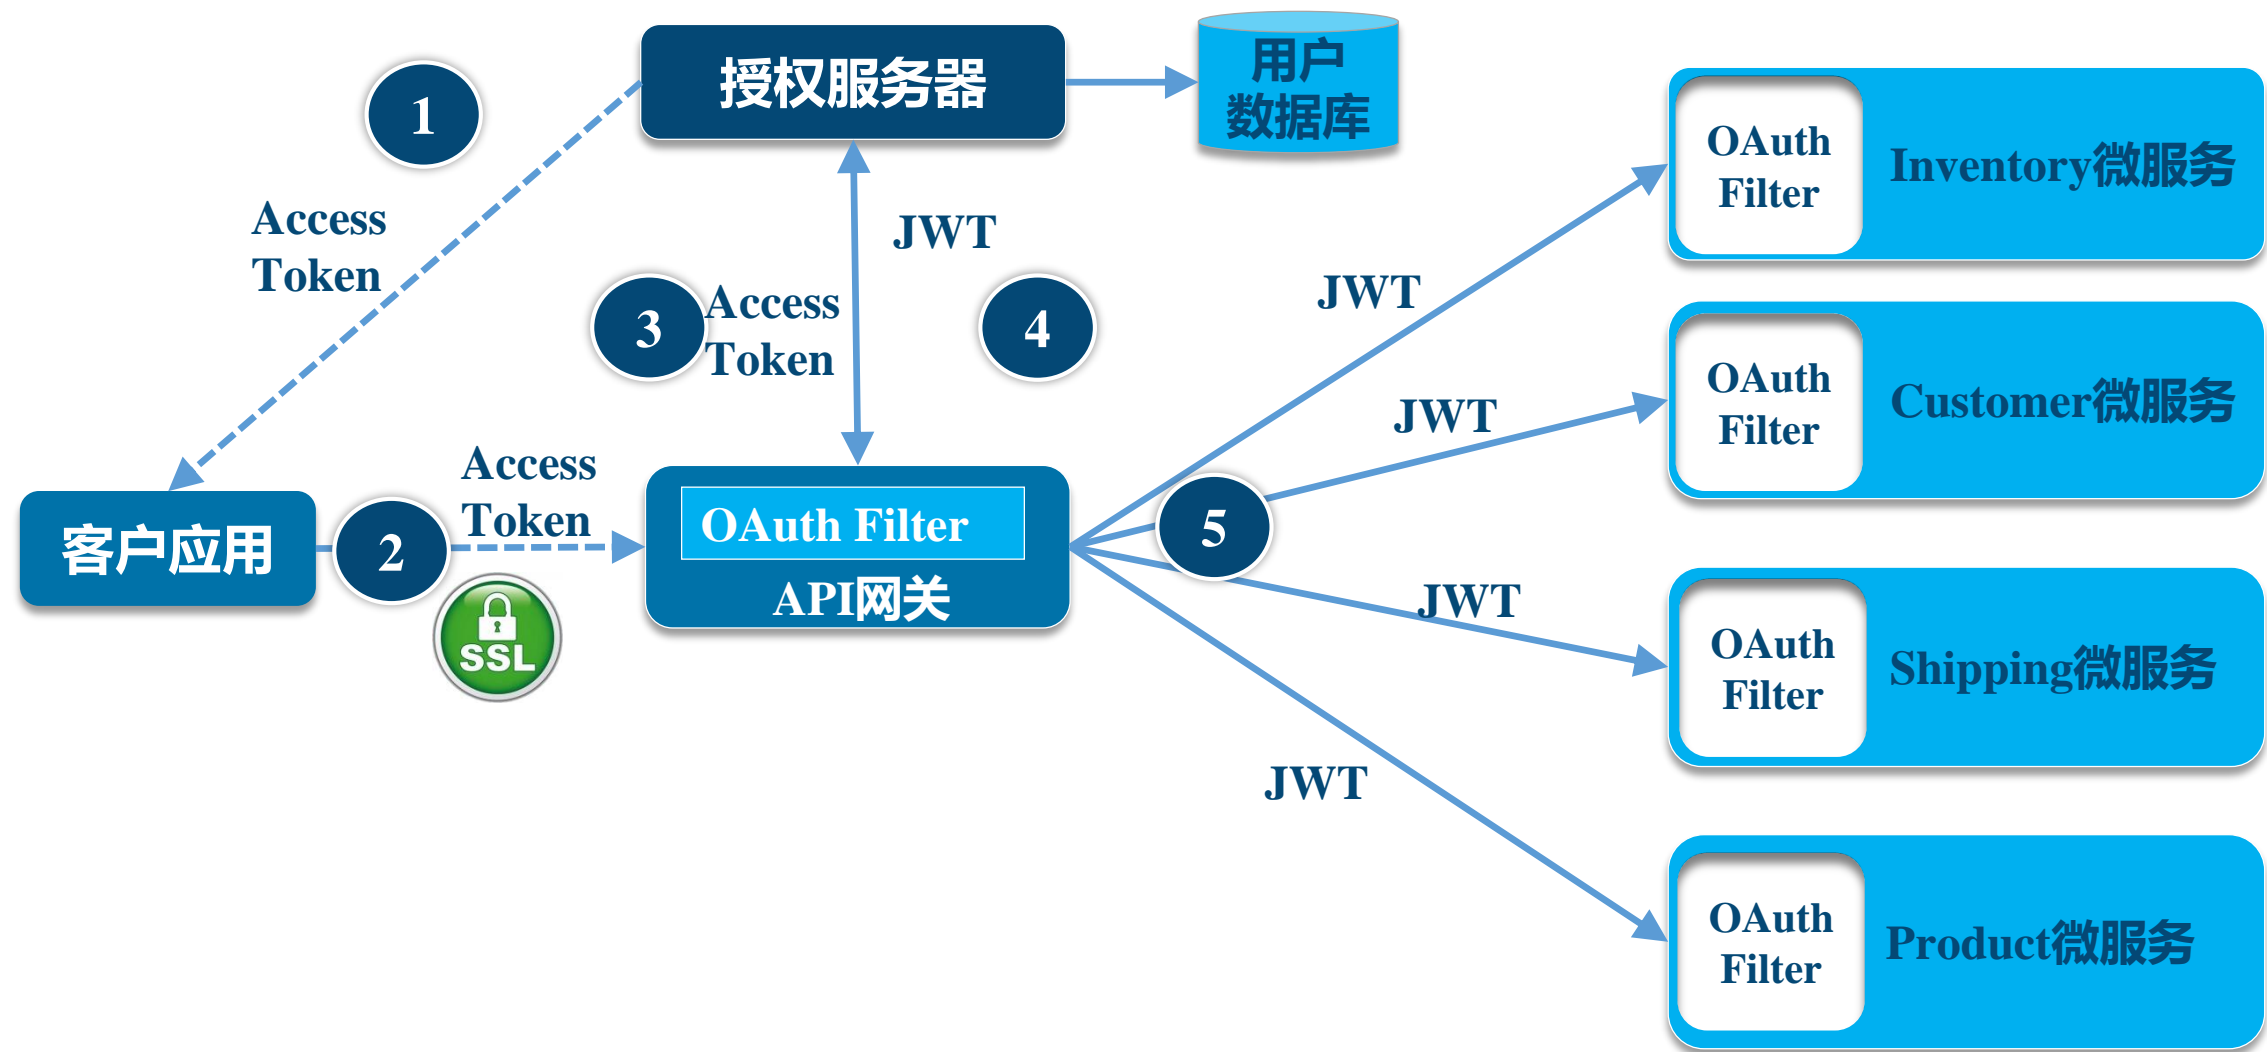 授权服务器
用户
数据库
1
Access
Token
JWT
3
Access
Token
4
客户应用
2
Access
Token
SSL
OAuth Filter
API网关
5
JWT
JWT
JWT
JWT
OAuth
Filter
Inventory微服务
OAuth
Filter
Customer微服务
OAuth
Filter
Shipping微服务
OAuth
Filter
Product微服务